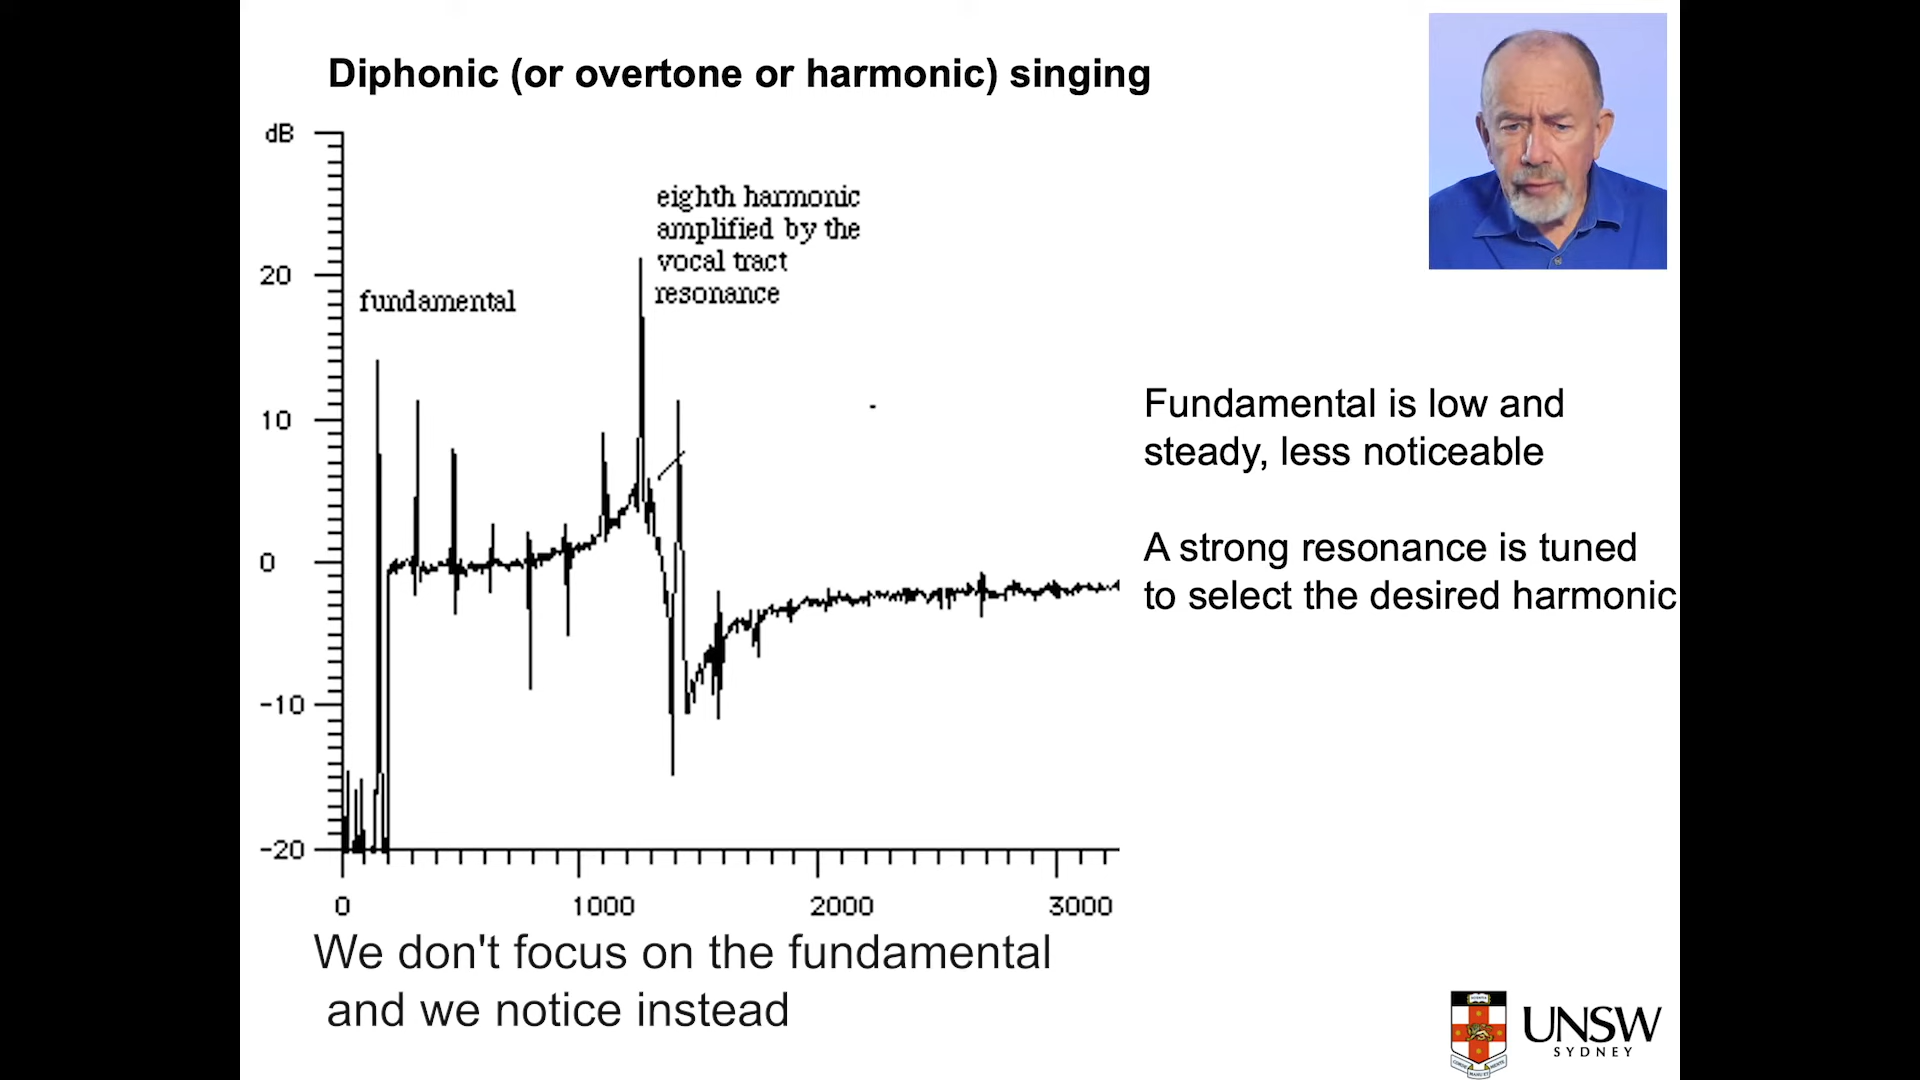 Diphonic (or overtone or harmonic) singing
dB
20
10
0
-10
-20
0
1000
2000
3000
fundamental
eighth harmonic
amplified by the
vocal tract
resonance
Fundamental is low and
steady, less noticeable
A strong resonance is tuned
to select the desired harmonic
We don't focus on the fundamental
and we notice instead
UNSW
SYDNEY